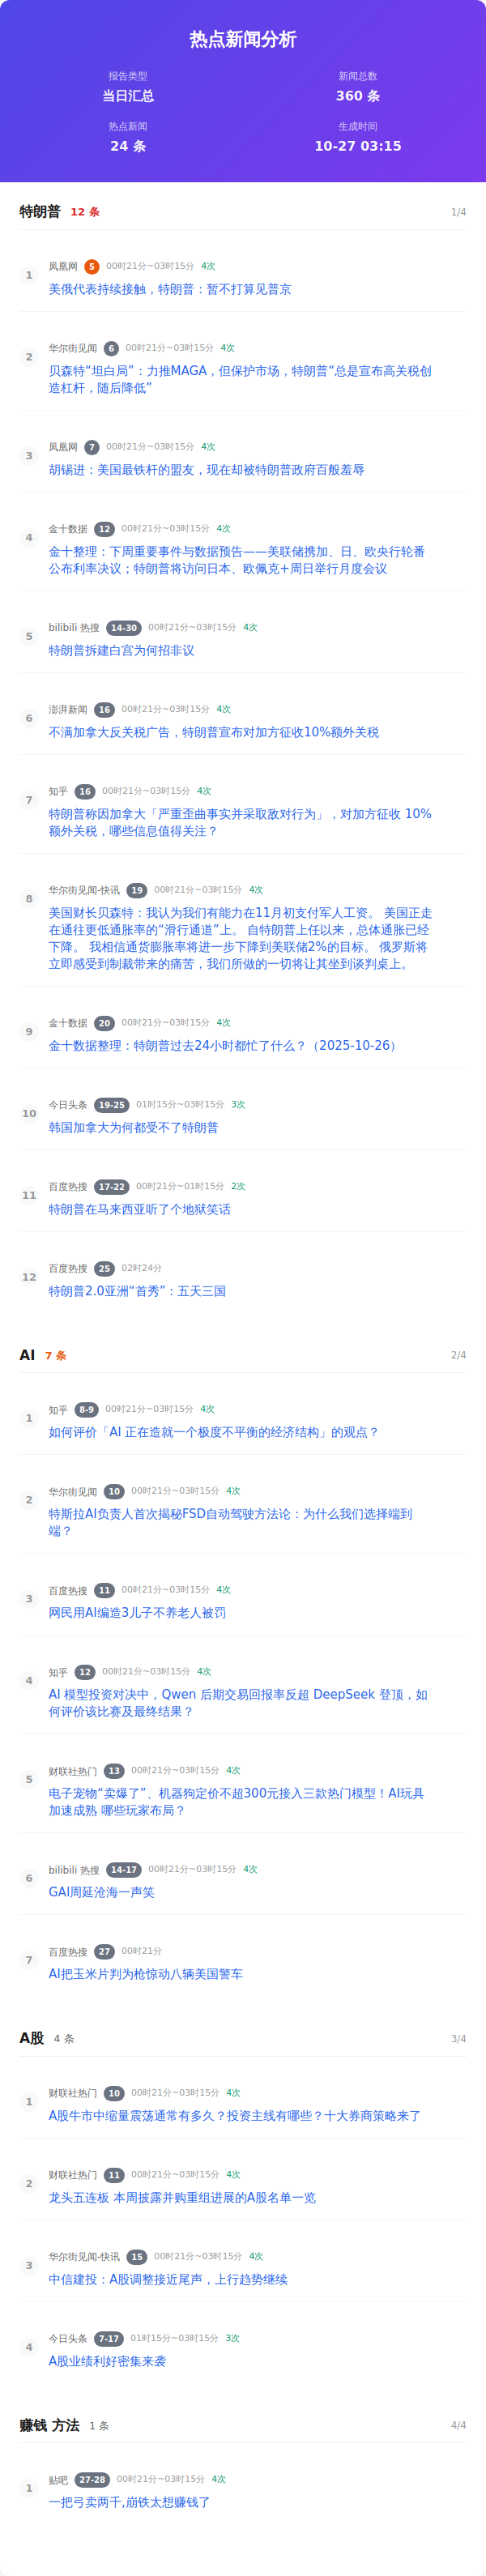 热点新闻分析
报告类型
新闻总数
当日汇总
360 条
热点新闻
生成时间
24 条
10-27 03:15
特朗普 12 条 1/4
1
凤凰网 5 00时21分~03时15分 4次
美俄代表持续接触，特朗普：暂不打算见普京
2
华尔街见闻 6 00时21分~03时15分 4次
贝森特“坦白局”：力推MAGA，但保护市场，特朗普“总是宣布高关税创
造杠杆，随后降低”
3
凤凰网 7 00时21分~03时15分 4次
胡锡进：美国最铁杆的盟友，现在却被特朗普政府百般羞辱
4
金十数据 12 00时21分~03时15分 4次
金十整理：下周重要事件与数据预告——美联储携加、日、欧央行轮番
公布利率决议；特朗普将访问日本、欧佩克+周日举行月度会议
5
bilibili 热搜 14-30 00时21分~03时15分 4次
特朗普拆建白宫为何招非议
6
澎湃新闻 16 00时21分~03时15分 4次
不满加拿大反关税广告，特朗普宣布对加方征收10%额外关税
7
知乎 16 00时21分~03时15分 4次
特朗普称因加拿大「严重歪曲事实并采取敌对行为」，对加方征收 10%
额外关税，哪些信息值得关注？
8
华尔街见闻-快讯 19 00时21分~03时15分 4次
美国财长贝森特：我认为我们有能力在11月初支付军人工资。 美国正走
在通往更低通胀率的“滑行通道”上。 自特朗普上任以来，总体通胀已经
下降。 我相信通货膨胀率将进一步下降到美联储2%的目标。 俄罗斯将
立即感受到制裁带来的痛苦，我们所做的一切将让其坐到谈判桌上。
9
金十数据 20 00时21分~03时15分 4次
金十数据整理：特朗普过去24小时都忙了什么？（2025-10-26）
10
今日头条 19-25 01时15分~03时15分 3次
韩国加拿大为何都受不了特朗普
11
百度热搜 17-22 00时21分~01时15分 2次
特朗普在马来西亚听了个地狱笑话
12
百度热搜 25 02时24分
特朗普2.0亚洲“首秀”：五天三国
AI 7 条 2/4
1
知乎 8-9 00时21分~03时15分 4次
如何评价「AI 正在造就一个极度不平衡的经济结构」的观点？
2
华尔街见闻 10 00时21分~03时15分 4次
特斯拉AI负责人首次揭秘FSD自动驾驶方法论：为什么我们选择端到
端？
3
百度热搜 11 00时21分~03时15分 4次
网民用AI编造3儿子不养老人被罚
4
知乎 12 00时21分~03时15分 4次
AI 模型投资对决中，Qwen 后期交易回报率反超 DeepSeek 登顶，如
何评价该比赛及最终结果？
5
财联社热门 13 00时21分~03时15分 4次
电子宠物“卖爆了”、机器狗定价不超300元接入三款热门模型！AI玩具
加速成熟 哪些玩家布局？
6
bilibili 热搜 14-17 00时21分~03时15分 4次
GAI周延沧海一声笑
7
百度热搜 27 00时21分
AI把玉米片判为枪惊动八辆美国警车
A股 4 条 3/4
1
财联社热门 10 00时21分~03时15分 4次
A股牛市中缩量震荡通常有多久？投资主线有哪些？十大券商策略来了
2
财联社热门 11 00时21分~03时15分 4次
龙头五连板 本周披露并购重组进展的A股名单一览
3
华尔街见闻-快讯 15 00时21分~03时15分 4次
中信建投：A股调整接近尾声，上行趋势继续
4
今日头条 7-17 01时15分~03时15分 3次
A股业绩利好密集来袭
赚钱 方法 1 条 4/4
1
贴吧 27-28 00时21分~03时15分 4次
一把弓卖两千,崩铁太想赚钱了